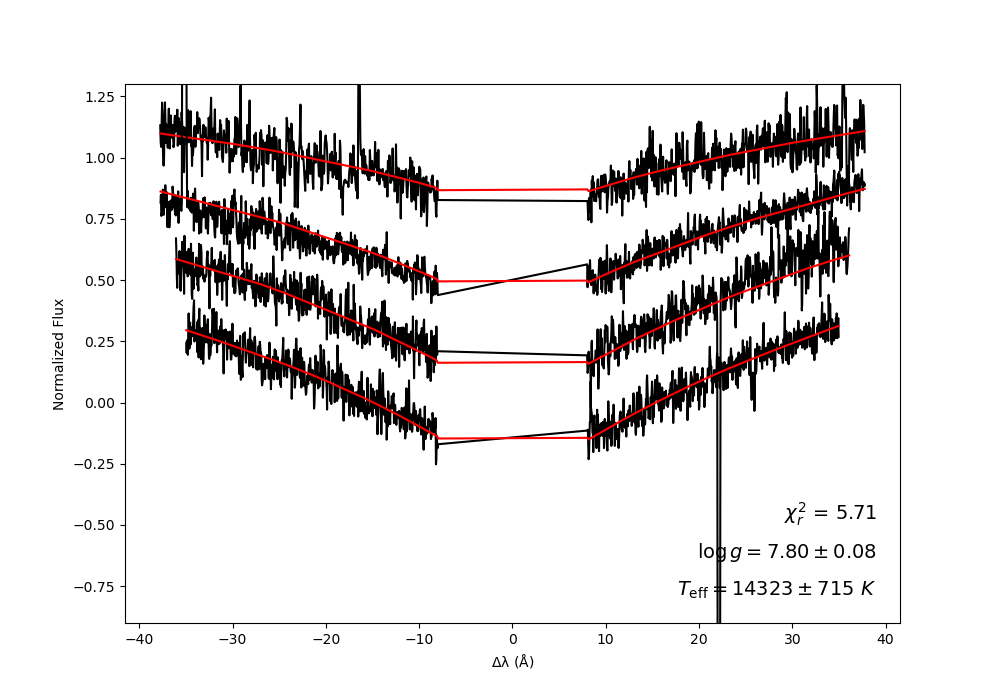 1.25
1.00
0.75
0.50
0.25
0.00
−0.25
−0.50
−0.75
Normalized Flux
χ²ᵣ = 5.71
log g = 7.80 ± 0.08
T_eff = 14323 ± 715 K
−40 −30 −20 −10 0 10 20 30 40
Δλ (Å)